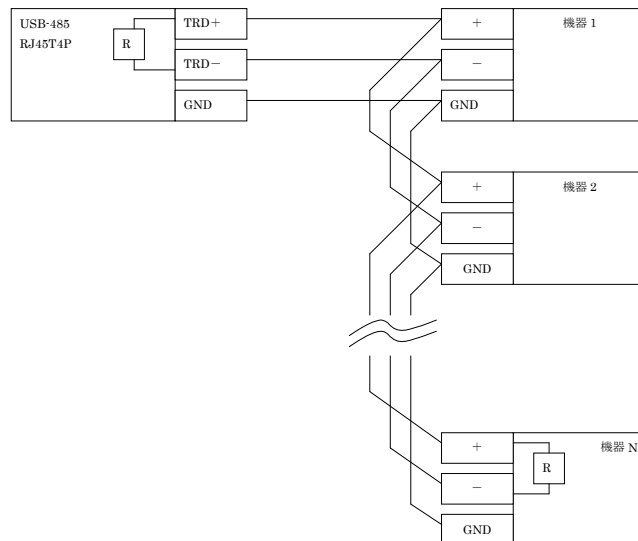 USB-485
RJ45T4P
R
TRD+
TRD−
GND
+
−
GND
機器 1
+
−
GND
機器 2
+
−
GND
R
機器 N